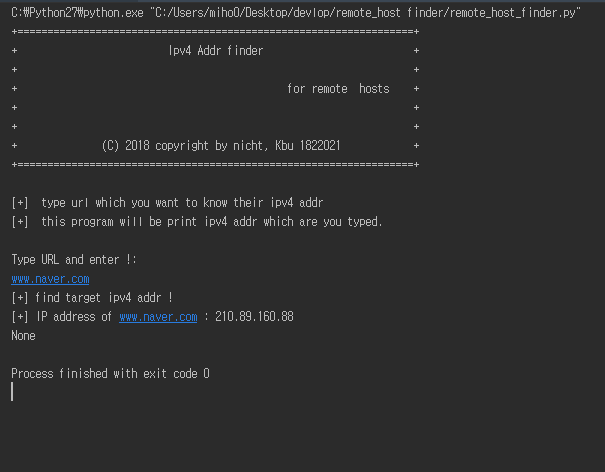 C:\Python27\python.exe "C:/Users/miho0/Desktop/devlop/remote_host finder/remote_host_finder.py"
+==================================================================+
+ Ipv4 Addr finder +
+ +
+ for remote  hosts +
+ +
+ +
+ (C) 2018 copyright by nicht, Kbu 1822021 +
+==================================================================+
[+]  type url which you want to know their ipv4 addr
[+]  this program will be print ipv4 addr which are you typed.
Type URL and enter !:
www.naver.com
[+] find target ipv4 addr !
[+] IP address of www.naver.com : 210.89.160.88
None
Process finished with exit code 0